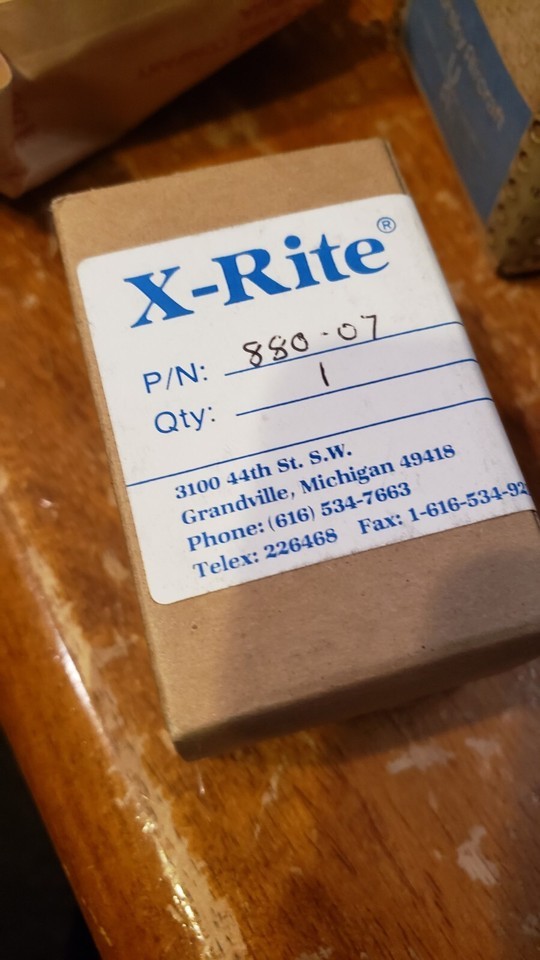 X-Rite®
P/N: 880-07
Qty: 1
3100 44th St. S.W.
Grandville, Michigan 49418
Phone: (616) 534-7663
Telex: 226468 Fax: 1-616-534-92